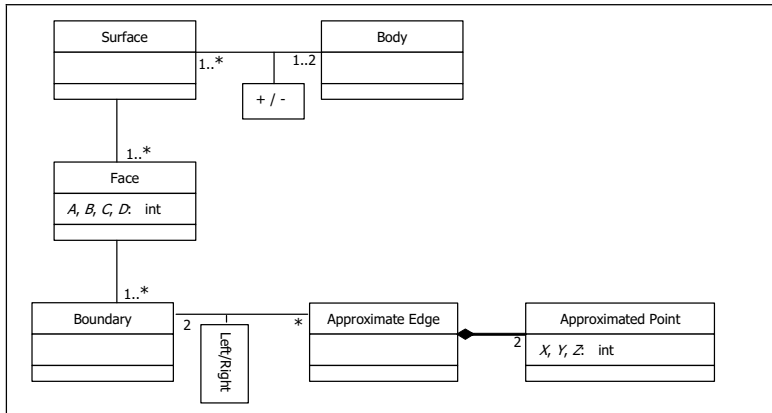 Surface
Body
1..*
1..2
+ / -
1..*
Face
A, B, C, D: int
1..*
Boundary
2
Left/Right
*
Approximate Edge
2
Approximated Point
X, Y, Z: int